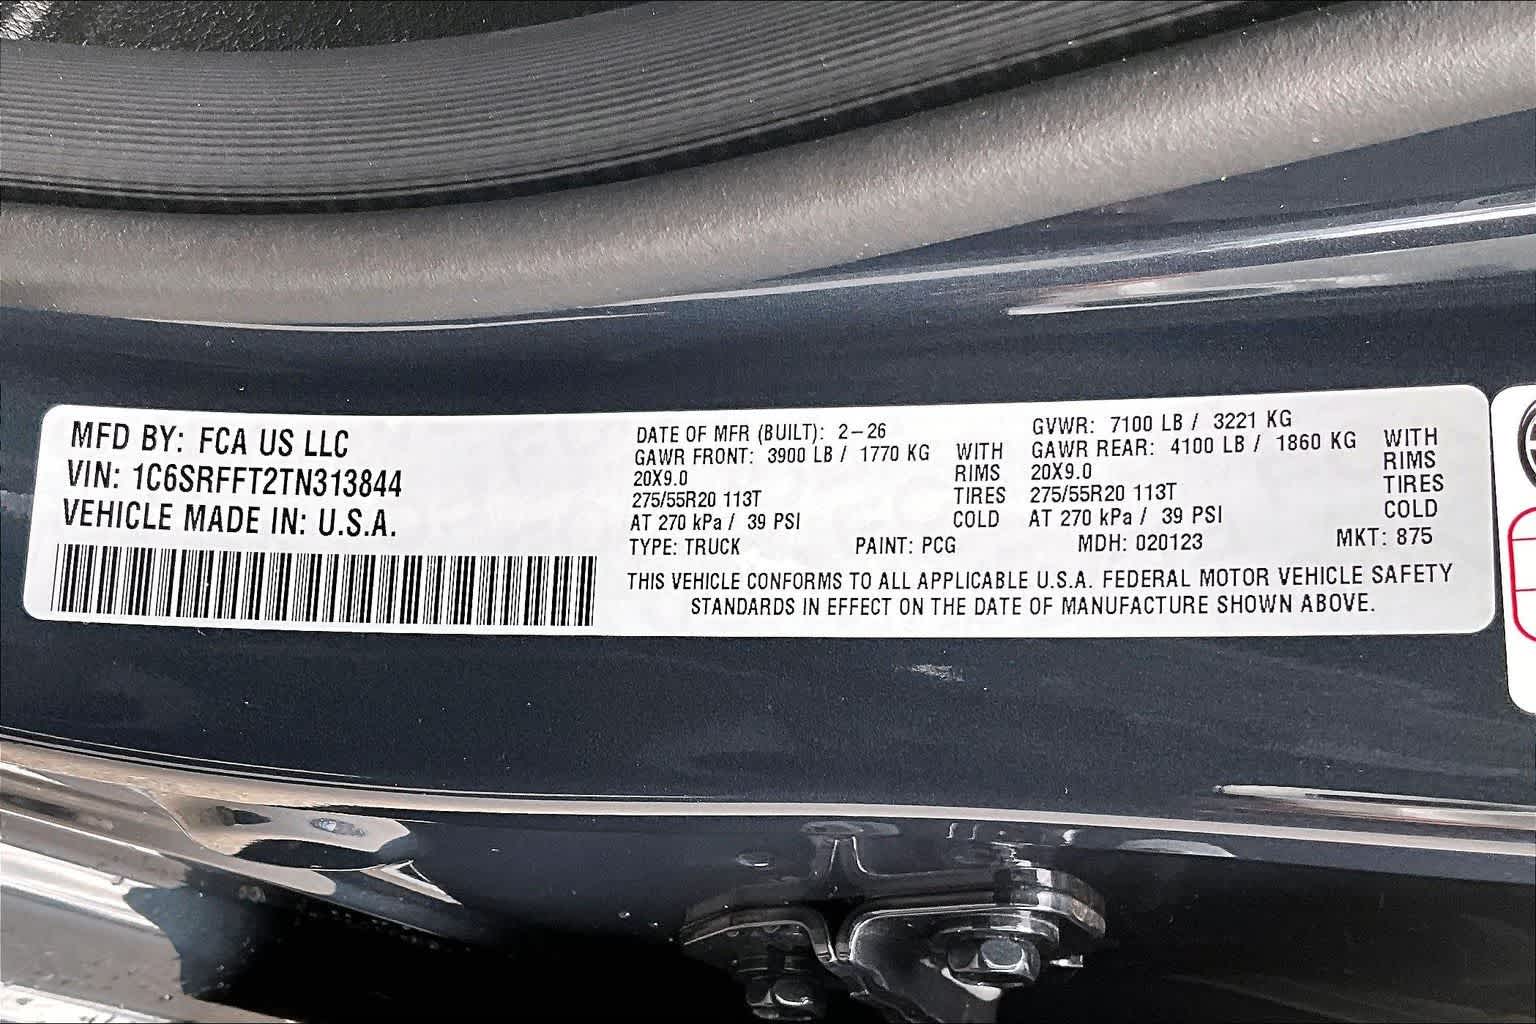 MFD BY: FCA US LLC
VIN: 1C6SRFFT2TN313844
VEHICLE MADE IN: U.S.A.
DATE OF MFR (BUILT): 2-26
GAWR FRONT: 3900 LB / 1770 KG WITH
20X9.0 RIMS
275/55R20 113T TIRES
AT 270 kPa / 39 PSI COLD
GVWR: 7100 LB / 3221 KG
GAWR REAR: 4100 LB / 1860 KG WITH
20X9.0 RIMS
275/55R20 113T TIRES
AT 270 kPa / 39 PSI COLD
TYPE: TRUCK PAINT: PCG MDH: 020123 MKT: 875
THIS VEHICLE CONFORMS TO ALL APPLICABLE U.S.A. FEDERAL MOTOR VEHICLE SAFETY
STANDARDS IN EFFECT ON THE DATE OF MANUFACTURE SHOWN ABOVE.